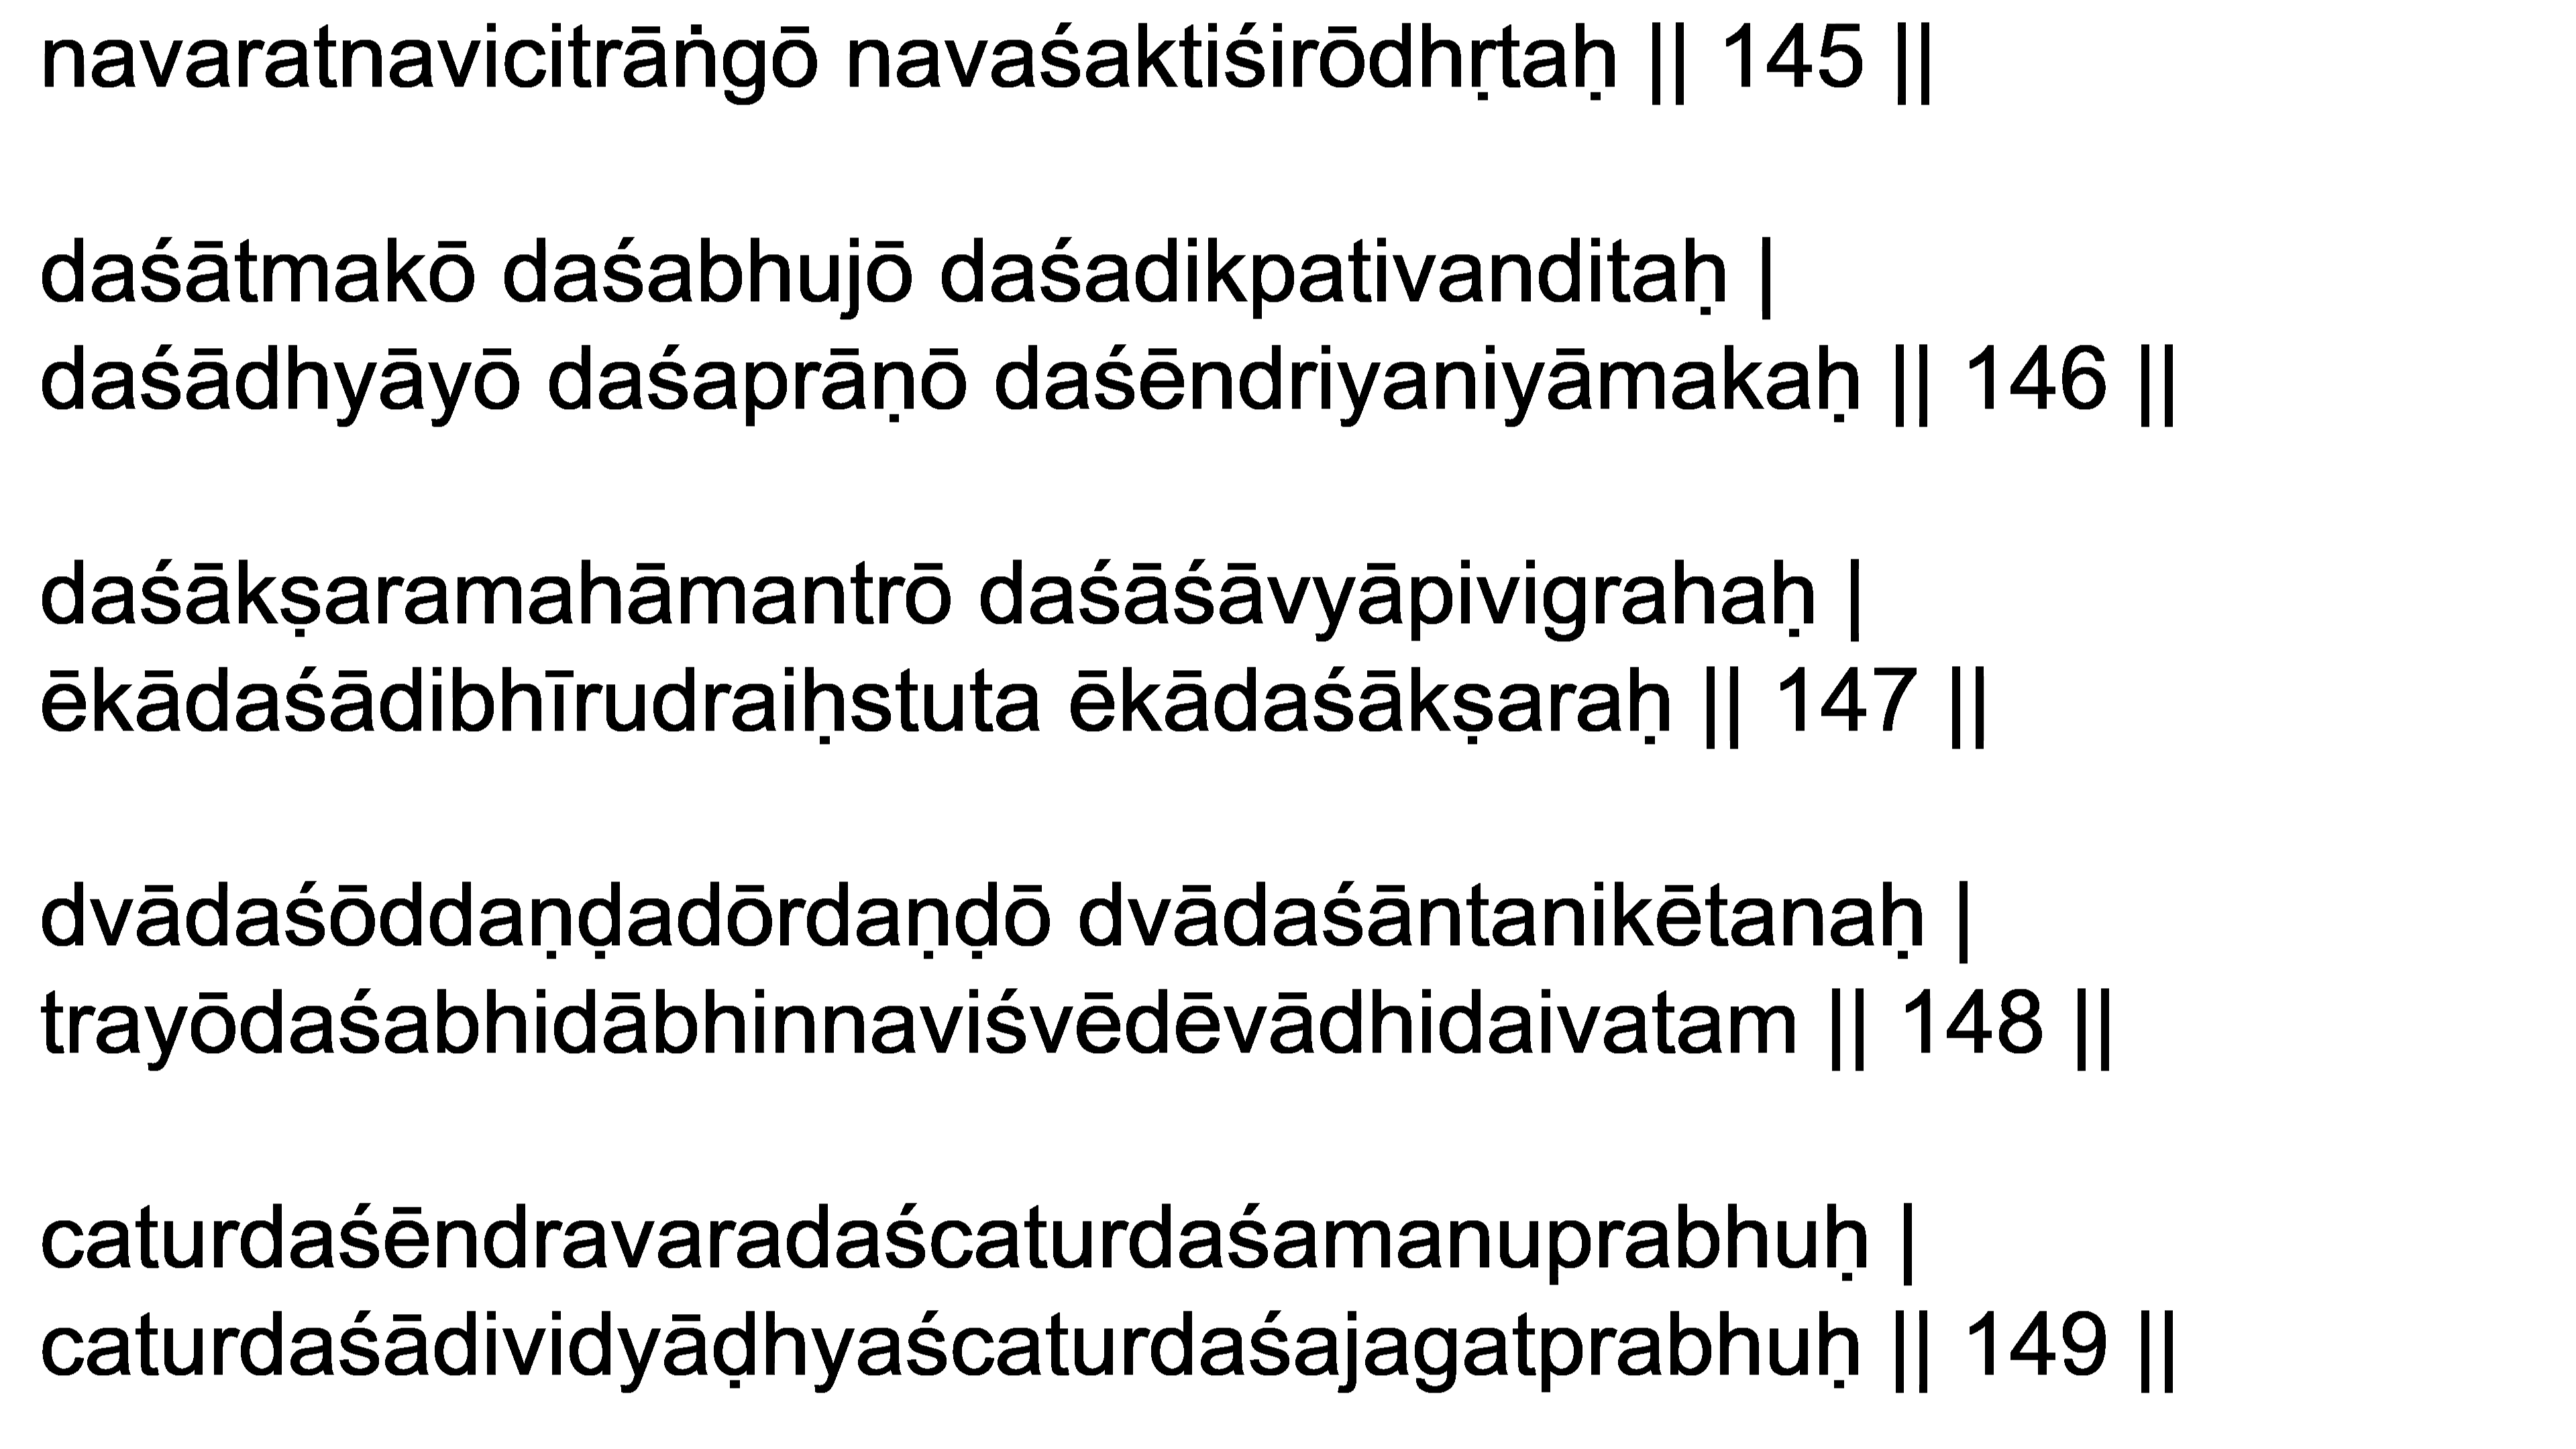 navaratnavicitrāṅgō navaśaktiśirōdhṛtaḥ || 145 ||
daśātmakō daśabhujō daśadikpativanditaḥ |
daśādhyāyō daśaprāṇō daśēndriyaniyāmakaḥ || 146 ||
daśākṣaramahāmantrō daśāśāvyāpivigrahaḥ |
ēkādaśādibhīrudraiḥstuta ēkādaśākṣaraḥ || 147 ||
dvādaśōddaṇḍadōrdaṇḍō dvādaśāntanikētanaḥ |
trayōdaśabhidābhinnaviśvēdēvādhidaivatam || 148 ||
caturdaśēndravaradaścaturdaśamanuprabhuḥ |
caturdaśādividyāḍhyaścaturdaśajagatprabhuḥ || 149 ||